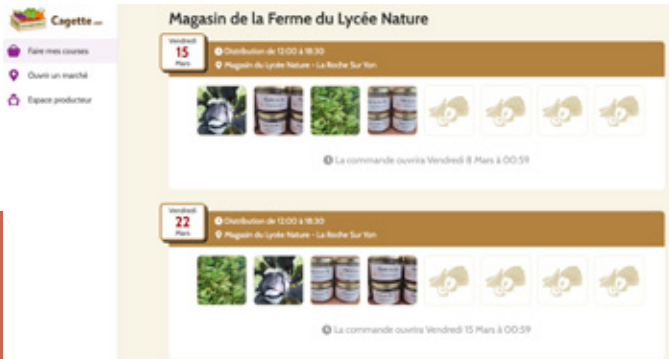 Cagette
Faire mes courses
Ouvrir un marché
Espace producteur
Magasin de la Ferme du Lycée Nature
Vendredi
15
Mars
Distribution de 12:00 à 18:30
Magasin du Lycée Nature - La Roche Sur Yon
La commande ouvrira Vendredi 8 Mars à 00:59
Vendredi
22
Mars
Distribution de 12:00 à 18:30
Magasin du Lycée Nature - La Roche Sur Yon
La commande ouvrira Vendredi 15 Mars à 00:59